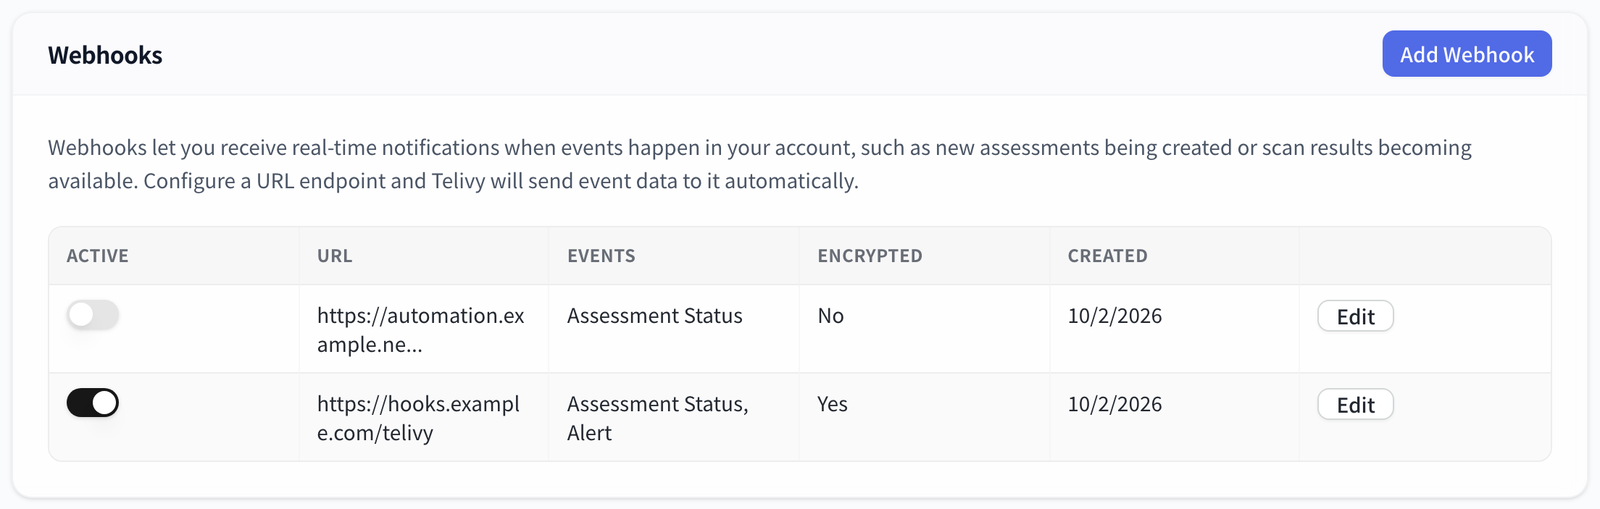 Webhooks
Add Webhook
Webhooks let you receive real-time notifications when events happen in your account, such as new assessments being created or scan results becoming
available. Configure a URL endpoint and Telivy will send event data to it automatically.
ACTIVE URL EVENTS ENCRYPTED CREATED
https://automation.ex Assessment Status No 10/2/2026 Edit
ample.ne...
https://hooks.exampl Assessment Status, Yes 10/2/2026 Edit
e.com/telivy Alert